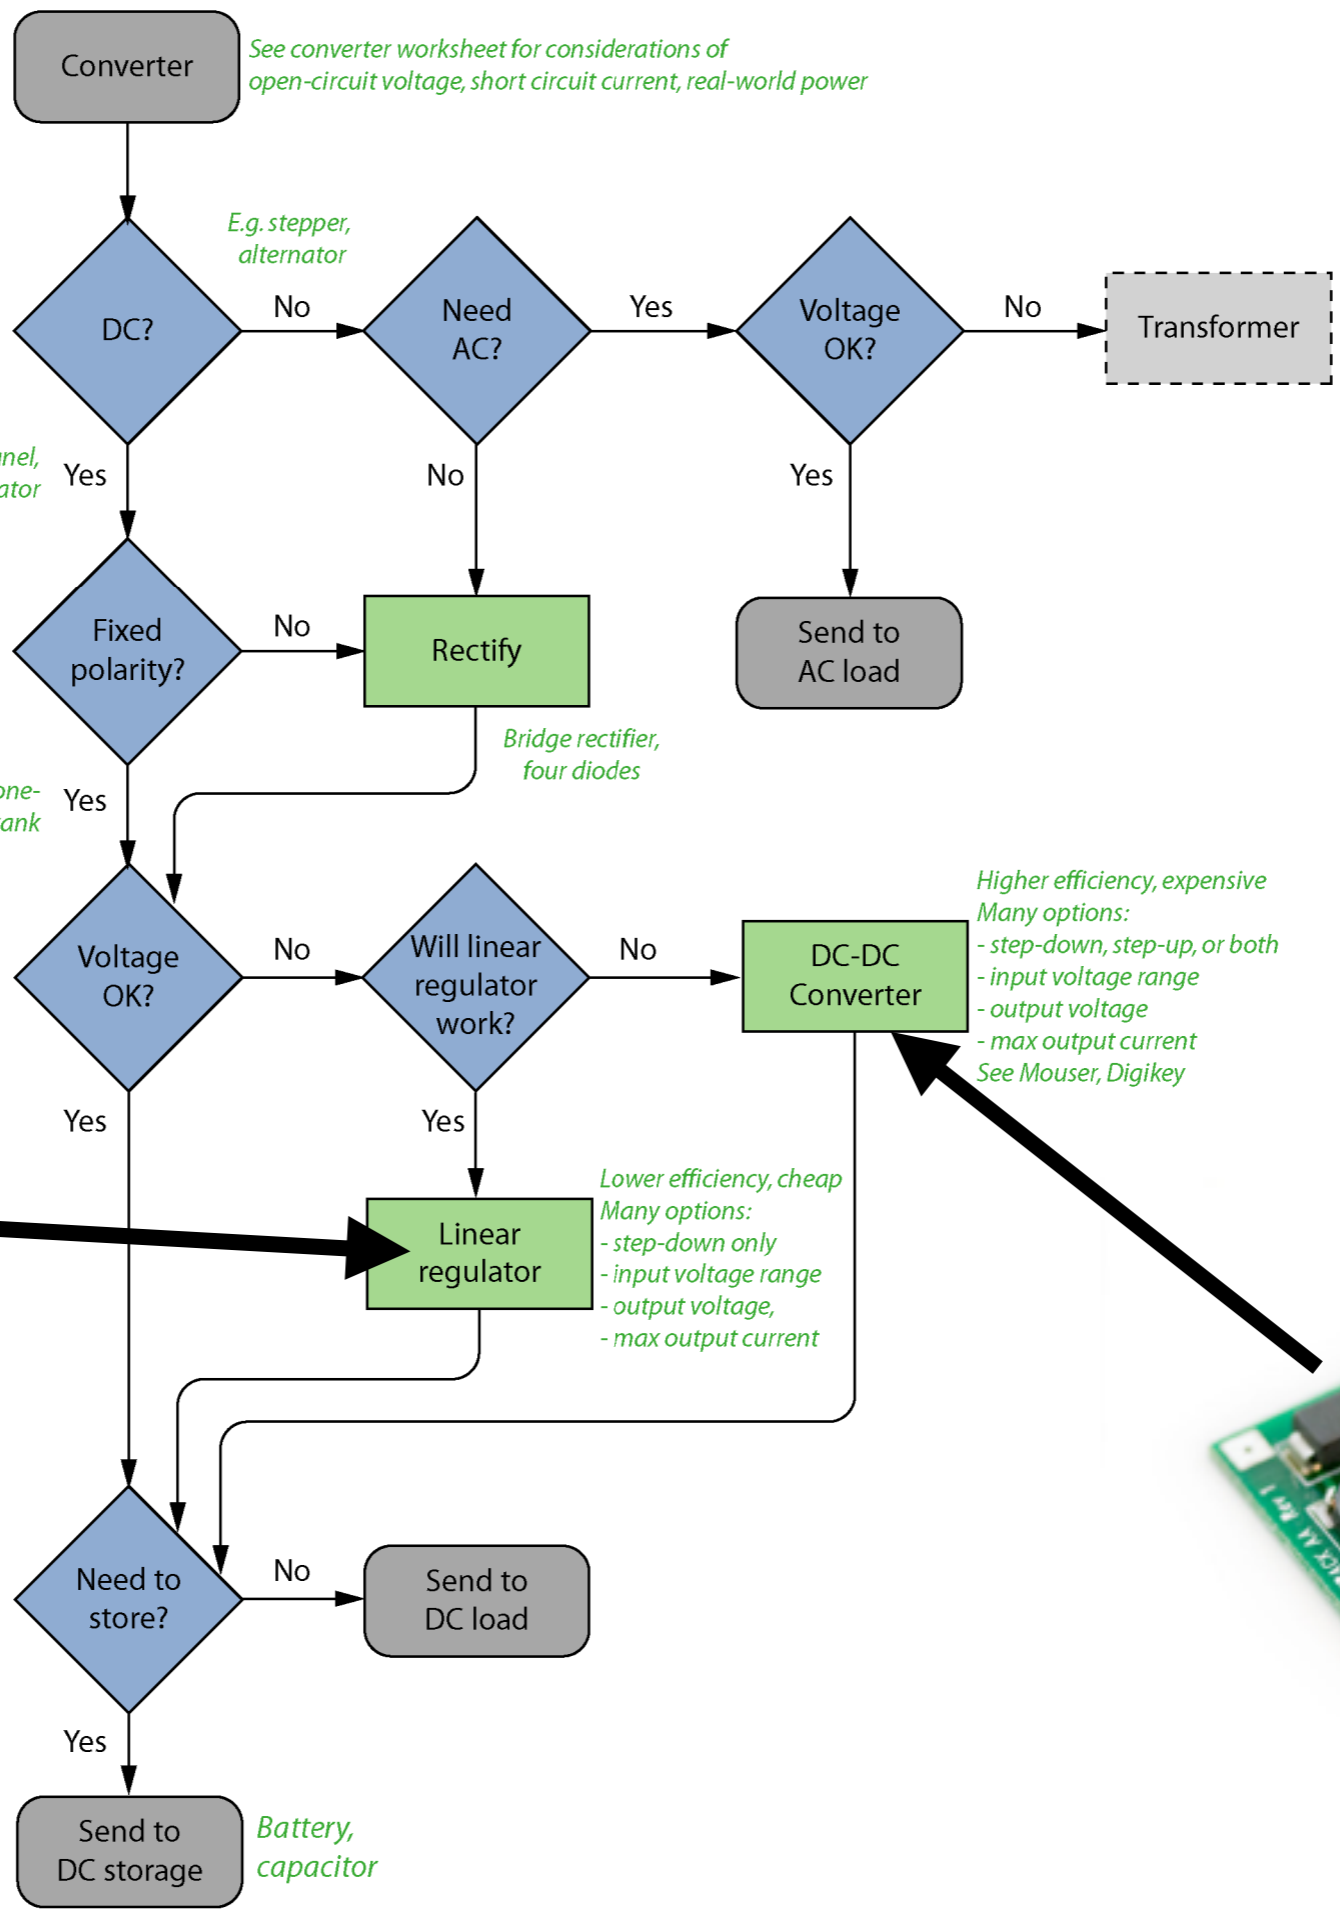 Converter
See converter worksheet for considerations of
open-circuit voltage, short circuit current, real-world power
E.g. stepper,
alternator
DC?
No
Need
AC?
Yes
Voltage
OK?
No
Transformer
Yes
No
Yes
Fixed
polarity?
No
Rectify
Send to
AC load
Bridge rectifier,
four diodes
Yes
Voltage
OK?
No
Will linear
regulator
work?
No
DC-DC
Converter
Higher efficiency, expensive
Many options:
- step-down, step-up, or both
- input voltage range
- output voltage
- max output current
See Mouser, Digikey
Yes
Yes
Linear
regulator
Lower efficiency, cheap
Many options:
- step-down only
- input voltage range
- output voltage,
- max output current
Need to
store?
No
Send to
DC load
AA Rev 1
Yes
Send to
DC storage
Battery,
capacitor